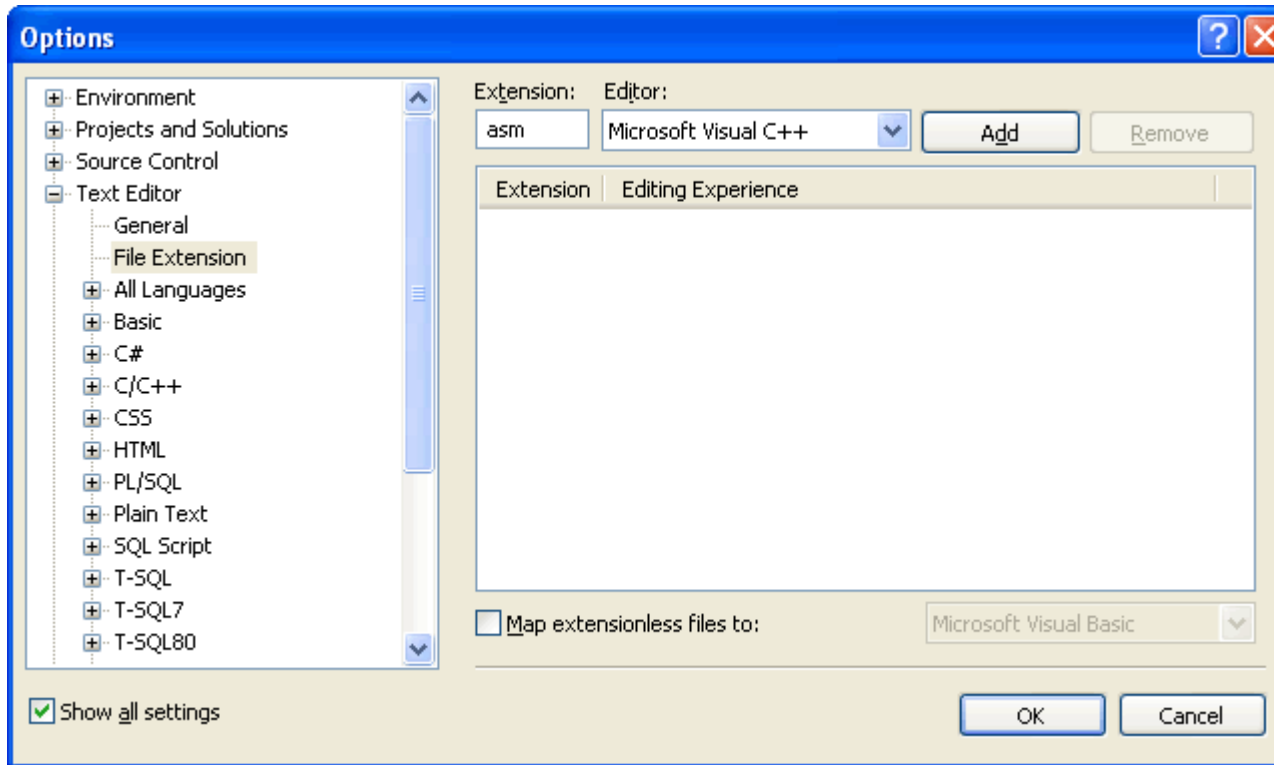 Options
Environment
Projects and Solutions
Source Control
Text Editor
General
File Extension
All Languages
Basic
C#
C/C++
CSS
HTML
PL/SQL
Plain Text
SQL Script
T-SQL
T-SQL7
T-SQL80
Show all settings
Extension: Editor:
asm Microsoft Visual C++ Add Remove
Extension Editing Experience
Map extensionless files to: Microsoft Visual Basic
OK Cancel